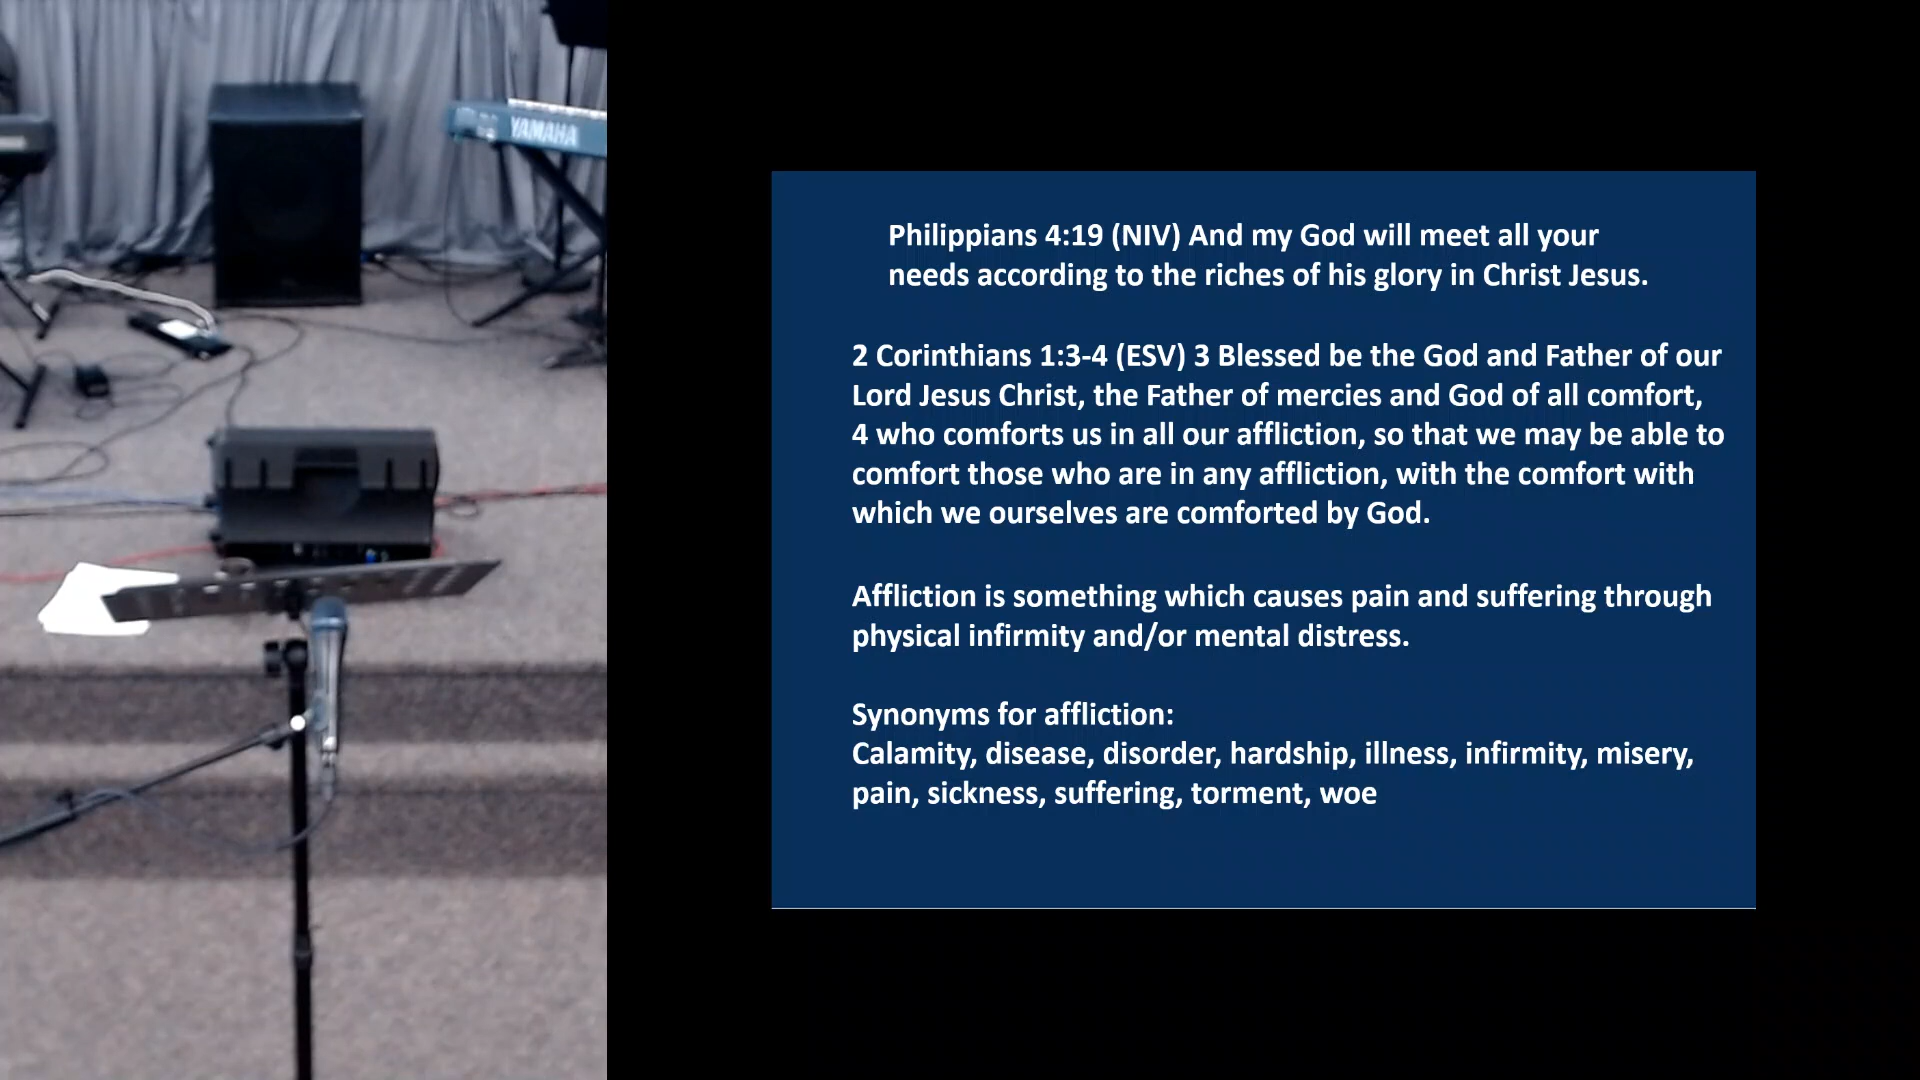 YAMAHA
Philippians 4:19 (NIV) And my God will meet all your
needs according to the riches of his glory in Christ Jesus.
2 Corinthians 1:3-4 (ESV) 3 Blessed be the God and Father of our
Lord Jesus Christ, the Father of mercies and God of all comfort,
4 who comforts us in all our affliction, so that we may be able to
comfort those who are in any affliction, with the comfort with
which we ourselves are comforted by God.
Affliction is something which causes pain and suffering through
physical infirmity and/or mental distress.
Synonyms for affliction:
Calamity, disease, disorder, hardship, illness, infirmity, misery,
pain, sickness, suffering, torment, woe